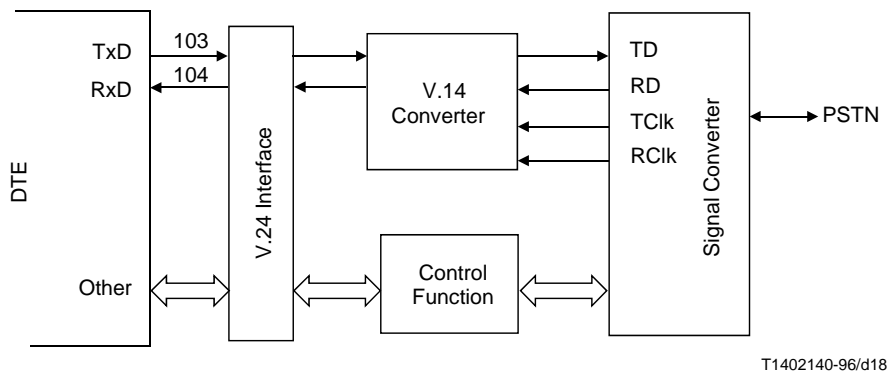 DTE
TxD
RxD
Other
103
104
V.24 Interface
V.14
Converter
Control
Function
TD
RD
TClk
RClk
Signal Converter
PSTN
T1402140-96/d18